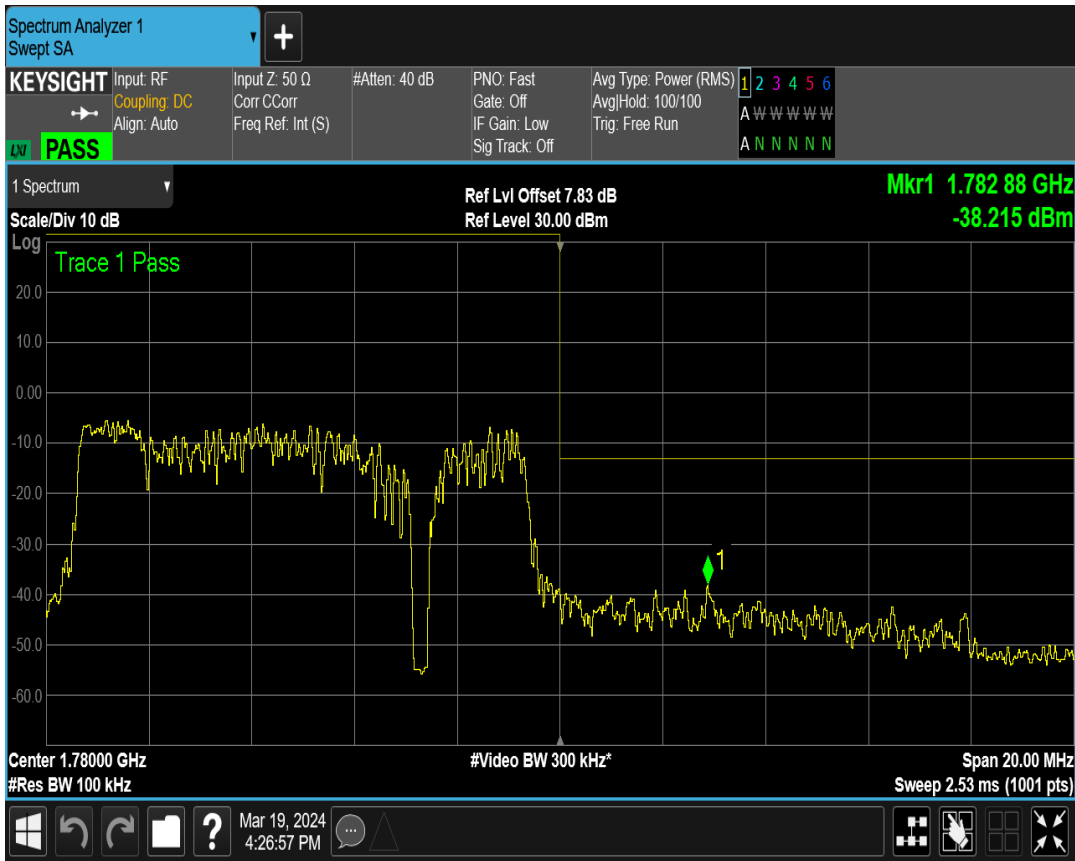 Spectrum Analyzer 1
Swept SA
+
KEYSIGHT
LXI PASS
Input: RF
Coupling: DC
Align: Auto
Input Z: 50 Ω
Corr CCorr
Freq Ref: Int (S)
#Atten: 40 dB
PNO: Fast
Gate: Off
IF Gain: Low
Sig Track: Off
Avg Type: Power (RMS)
Avg|Hold: 100/100
Trig: Free Run
1 2 3 4 5 6
A W W W W W
A N N N N N
1 Spectrum
Scale/Div 10 dB
Ref Lvl Offset 7.83 dB
Ref Level 30.00 dBm
Mkr1 1.782 88 GHz
-38.215 dBm
Log
Trace 1 Pass
20.0
10.0
0.00
-10.0
-20.0
-30.0
1
-40.0
-50.0
-60.0
Center 1.78000 GHz
#Video BW 300 kHz*
Span 20.00 MHz
#Res BW 100 kHz
Sweep 2.53 ms (1001 pts)
?
Mar 19, 2024
4:26:57 PM